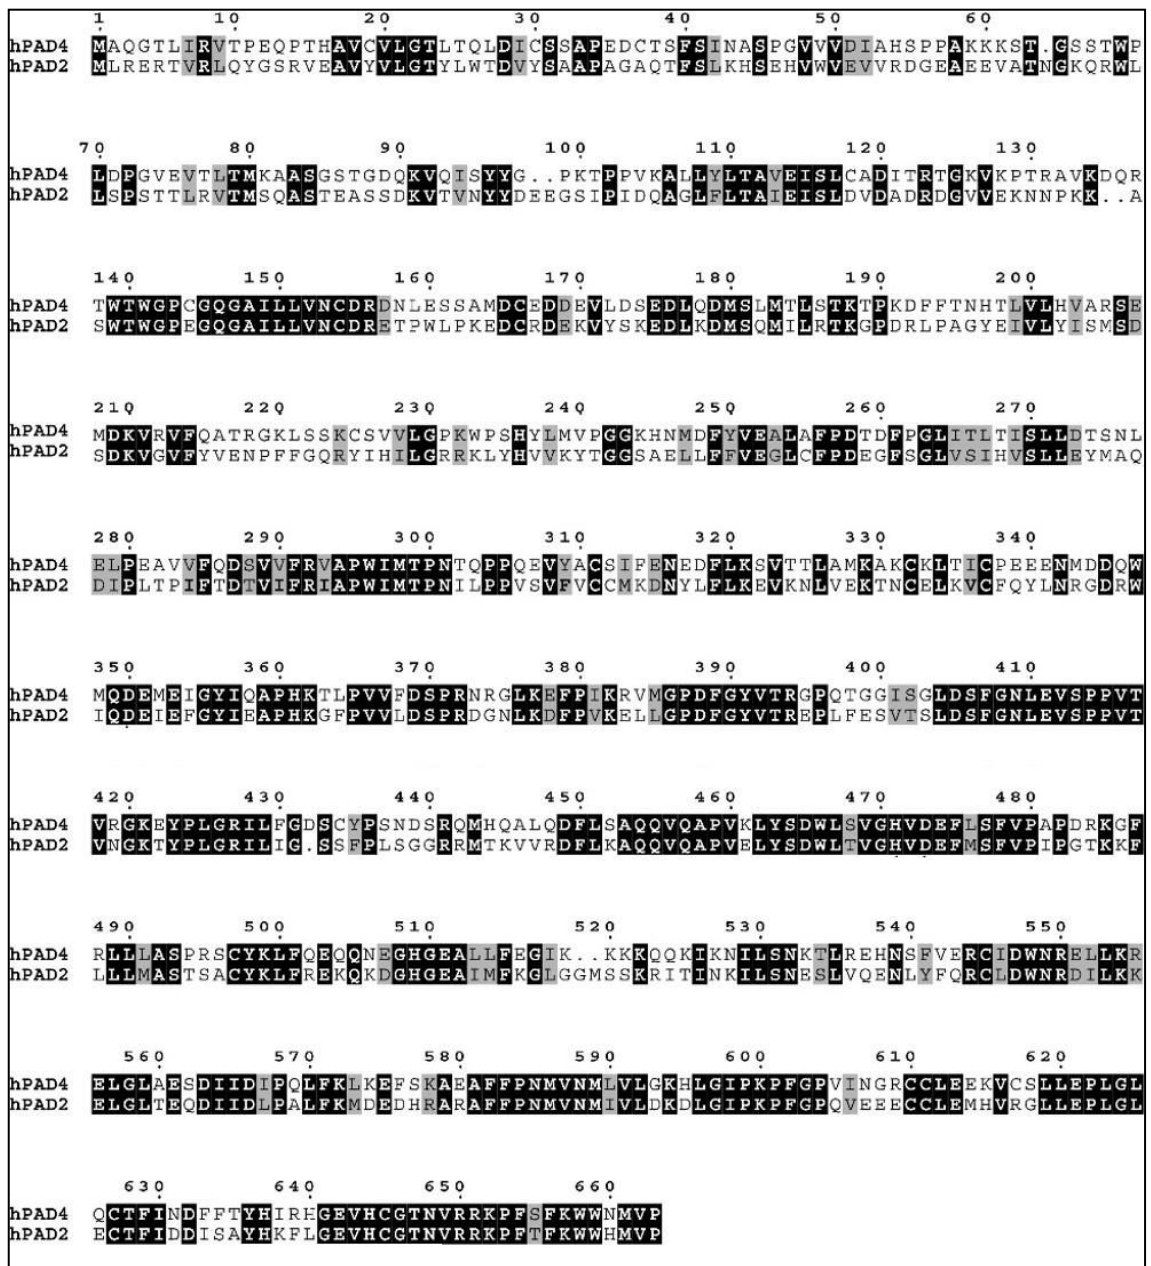 1 10 20 30 40 50 60
hPAD4 MAQGTLIRVTPEQPTHAVCVLGTLTQLDICSSAPEDCTSFSINASPGVVVDIAHSPPAKKKST.GSSTWP
hPAD2 MLRERTVRLQYGSRVEAVYVLGTYLWTDVYSAAPAGAQTFSLKHSEHVWVEVVRDGEAEEVATNGKQRWL
70 80 90 100 110 120 130
hPAD4 LDPGVEVTLTMKAASGSTGDQKVQISYYG..PKTPPVKALLYLTAVEISLCADITRTGKVKPTRAVKDQR
hPAD2 LSPSTTLRVTMSQASTEASSDKVTVNYYDEEGSIPIDQAGLFLTAIEISLDVDADRDGVVEKNNPKK..A
140 150 160 170 180 190 200
hPAD4 TWTWGPCGQGAILLVNCDRDNLESSAMDCEDDEVLDSEDLQDMSLMTLSTKTPKDFFTNHTLVLHVARSE
hPAD2 SWTWGPEGQGAILLVNCDRETPWLPKEDCRDEKVYSKEDLKDMSQMILRTKGPDRLPAGYEIVLYISMSD
210 220 230 240 250 260 270
hPAD4 MDKVRVFQATRGKLSSKCSVVLGPKWPSHYLMVPGGKHNMDFYVEALAFPDTDFPGLITLTISLLDTSNL
hPAD2 SDKVGVFYVENPFFGQRYIHILGRRKLYHVVKYTGGSAELLFFVEGLCFPDEGFSGLVSIHVSLLEYMAQ
280 290 300 310 320 330 340
hPAD4 ELPEAVVFQDSVVFRVAPWIMTPNTQPPQEVYACSIFENEDFLKSVTTLAMKAKCKLTICPEEENMDDQW
hPAD2 DIPLTPIFTDTVIFRIAPWIMTPNILPPVSVFVCCMKDNYLFLKEVKNLVEKTNCELKVCFQYLNRGDRW
350 360 370 380 390 400 410
hPAD4 MQDEMEIGYIQAPHKTLPVVFDSPRNRGLKEFPIKRVMGPDFGYVTRGPQTGGISGLDSFGNLEVSPPVT
hPAD2 IQDEIEFGYIEAPHKGFPVVLDSPRDGNLKDFPVKELLGPDFGYVTREPLFESVTSLDSFGNLEVSPPVT
420 430 440 450 460 470 480
hPAD4 VRGKEYPLGRILFGDSCYPSNDSRQMHQALQDFLSAQQVQAPVKLYSDWLSVGHVDEFLSFVPAPDRKGF
hPAD2 VNGKTYPLGRILIG.SSFPLSGGRRMTKVVRDFLKAQQVQAPVELYSDWLTVGHVDEFMSFVPIPGTKKF
490 500 510 520 530 540 550
hPAD4 RLLLASPRSCYKLFQEQQNEGHGEALLFEGIK..KKKQQKIKNILSNKTLREHNSFVERCIDWNRELLKR
hPAD2 LLLMASTSACYKLFREKQKDGHGEAIMFKGLGGMSSKRITINKILSNESLVQENLYFQRCLDWNRDILKK
560 570 580 590 600 610 620
hPAD4 ELGLAESDIIDIPQLFKLKEFSKAEAFFPNMVNMLVLGKHLGIPKPFGPVINGRCCLEEKVCSLLEPLGL
hPAD2 ELGLTEQDIIDLPALFKMDEDHRARAFFPNMVNMIVLDKDLGIPKPFGPQVEEECCLEMHVRGLLEPLGL
630 640 650 660
hPAD4 QCTFINDFFTYHIRHGEVHCGTNVRRKPFSFKWWNMVP
hPAD2 ECTFIDDISAYHKFLGEVHCGTNVRRKPFTFKWWHMVP